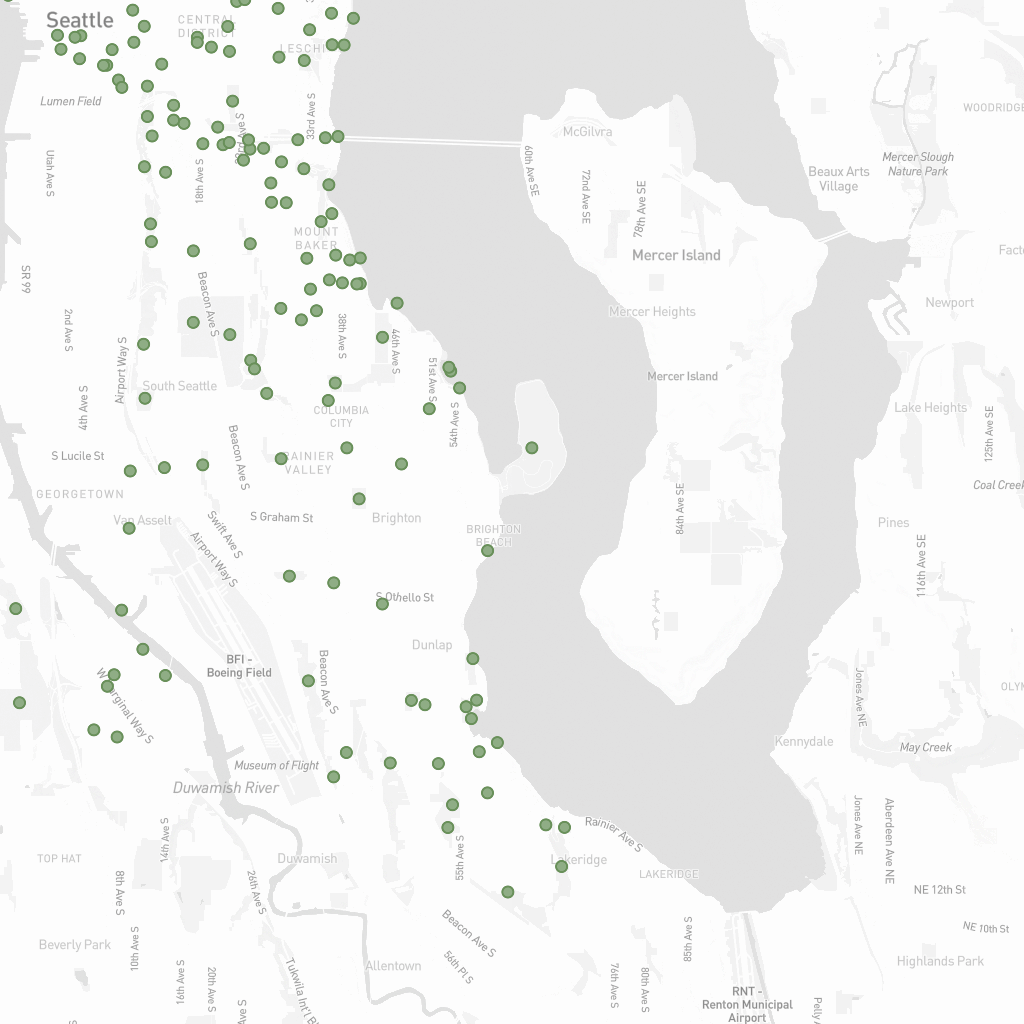 Seattle
CENTRAL
DISTRICT
LESCHI
Lumen Field
33rd Ave S
McGilvra
WOODRIDGE
Utah Ave S
18th Ave S
60th Ave SE
72nd Ave SE
78th Ave SE
Mercer Slough
Nature Park
Beaux Arts
Village
MOUNT
BAKER
Mercer Island
SR 99
Beacon Ave S
Mercer Heights
Newport
2nd Ave S
Airport Way S
38th Ave S
46th Ave S
51st Ave S
South Seattle
4th Ave S
Mercer Island
54th Ave S
COLUMBIA
CITY
Lake Heights
125th Ave SE
S Lucile St
Beacon Ave S
RAINIER
VALLEY
Coal Creek
GEORGETOWN
84th Ave SE
Van Asselt
Swift Ave S
Airport Way S
S Graham St
Brighton
BRIGHTON
BEACH
Pines
116th Ave SE
S Othello St
Dunlap
BFI -
Boeing Field
Beacon Ave S
W Marginal Way S
Jones Ave NE
Kennydale
May Creek
Museum of Flight
Duwamish River
14th Ave S
Rainier Ave S
Jones Ave NE
Aberdeen Ave NE
TOP HAT
Duwamish
55th Ave S
Lakeridge
LAKERIDGE
8th Ave S
26th Ave S
NE 12th St
Beacon Ave S
85th Ave S
NE 10th St
Beverly Park
10th Ave S
56th Pl S
Allentown
Highlands Park
16th Ave S
20th Ave S
Tukwila Int'l B
76th Ave S
80th Ave S
RNT -
Renton Municipal
Airport